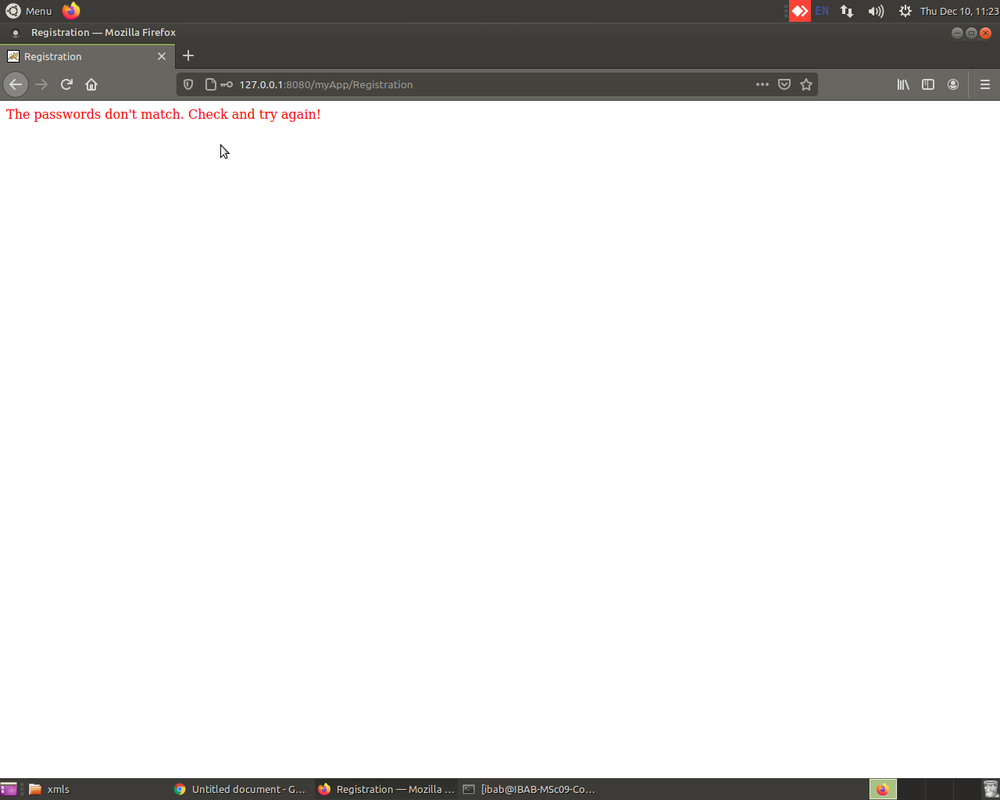 Menu
EN
Thu Dec 10, 11:23
Registration — Mozilla Firefox
Registration
127.0.0.1:8080/myApp/Registration
The passwords don't match. Check and try again!
xmls
Untitled document - G...
Registration — Mozilla ...
[ibab@IBAB-MSc09-Co...